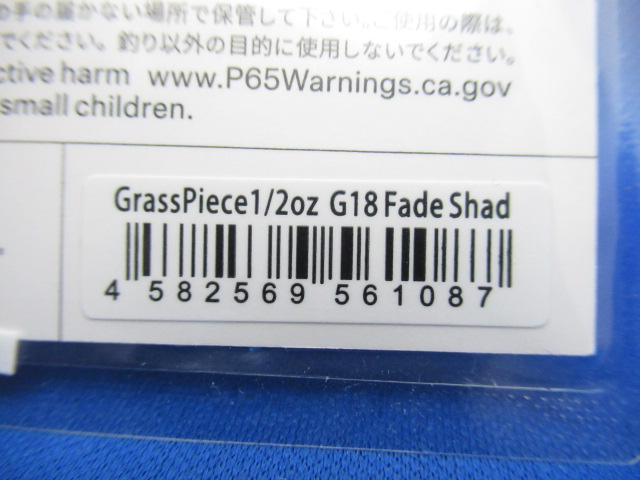 の手の届かない場所で保管して下さい。ご使用の際は、
でください。釣り以外の目的に使用しないでください。
ctive harm www.P65Warnings.ca.gov
small children.
GrassPiece1/2oz G18 Fade Shad
4 582569 561087